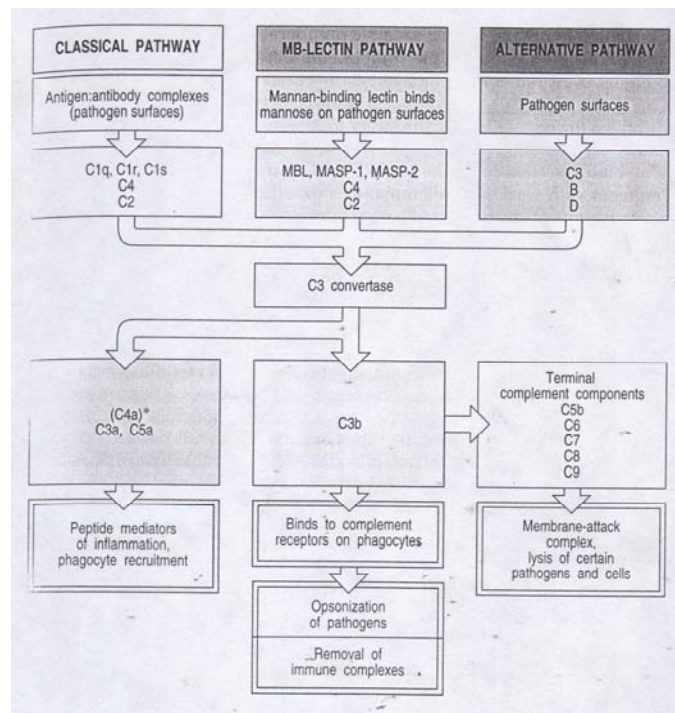 CLASSICAL PATHWAY
MB-LECTIN PATHWAY
ALTERNATIVE PATHWAY
Antigen:antibody complexes
(pathogen surfaces)
Mannan-binding lectin binds
mannose on pathogen surfaces
Pathogen surfaces
C1q, C1r, C1s
C4
C2
MBL, MASP-1, MASP-2
C4
C2
C3
B
D
C3 convertase
(C4a)*
C3a, C5a
C3b
Terminal
complement components
C5b
C6
C7
C8
C9
Peptide mediators
of inflammation,
phagocyte recruitment
Binds to complement
receptors on phagocytes
Membrane-attack
complex,
lysis of certain
pathogens and cells
Opsonization
of pathogens
Removal of
immune complexes